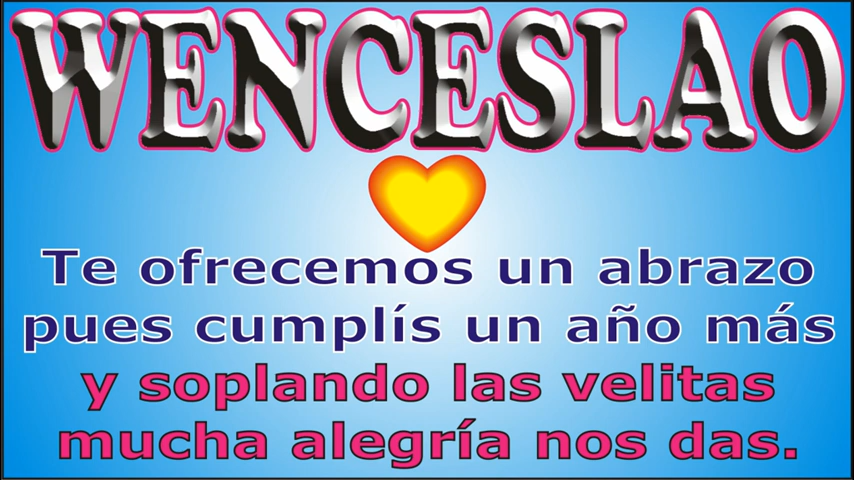 WENCESLAO
Te ofrecemos un abrazo
pues cumplís un año más
y soplando las velitas
mucha alegría nos das.